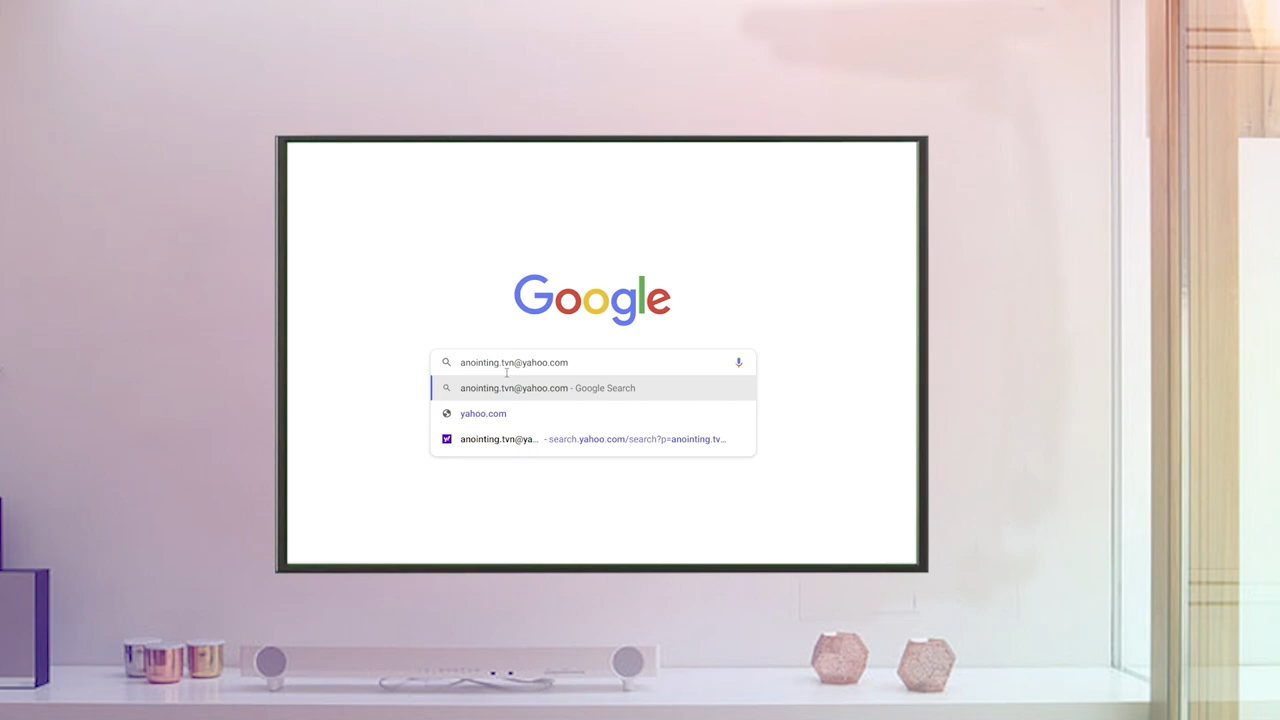 Google
anointing.tvn@yahoo.com
anointing.tvn@yahoo.com - Google Search
yahoo.com
anointing.tvn@ya... - search.yahoo.com/search?p=anointing.tv...